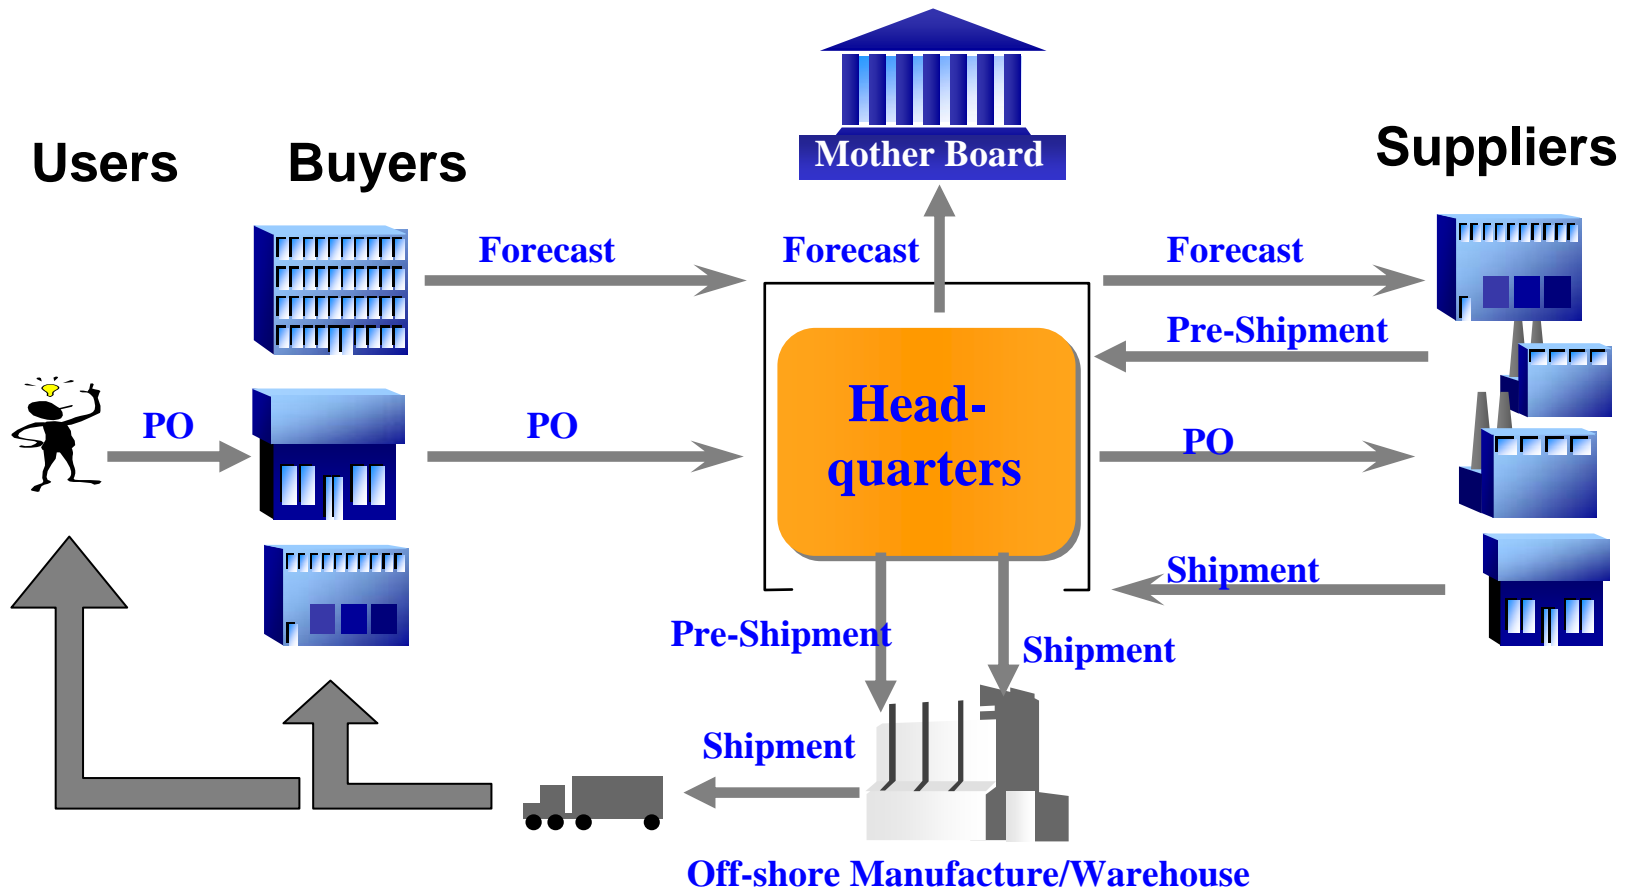 Mother Board
Users
Buyers
Suppliers
Forecast
Forecast
Forecast
Pre-Shipment
PO
PO
Head-
quarters
PO
Shipment
Pre-Shipment
Shipment
Shipment
Off-shore Manufacture/Warehouse